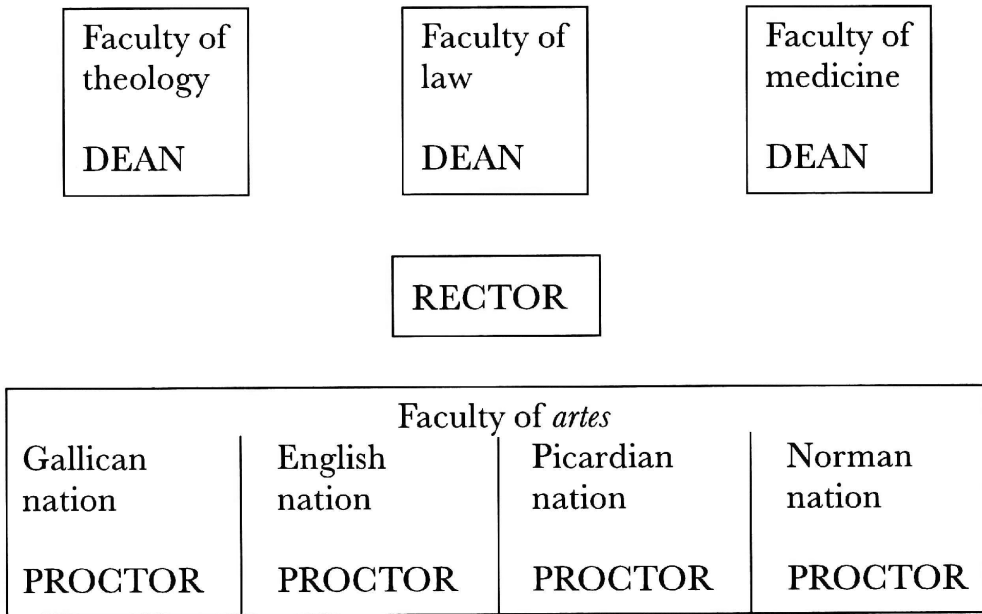 Faculty of
theology
DEAN
Faculty of
law
DEAN
Faculty of
medicine
DEAN
RECTOR
Faculty of artes
Gallican
nation
PROCTOR
English
nation
PROCTOR
Picardian
nation
PROCTOR
Norman
nation
PROCTOR